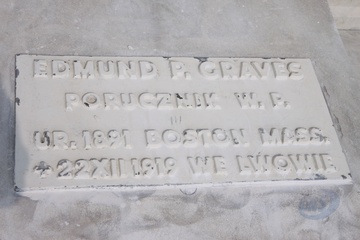 EDMUND P. GRAVES
PORUCZNIK W. P.
UR. 1891 BOSTON MASS.
+ 22 XII 1919 WE LWOWIE